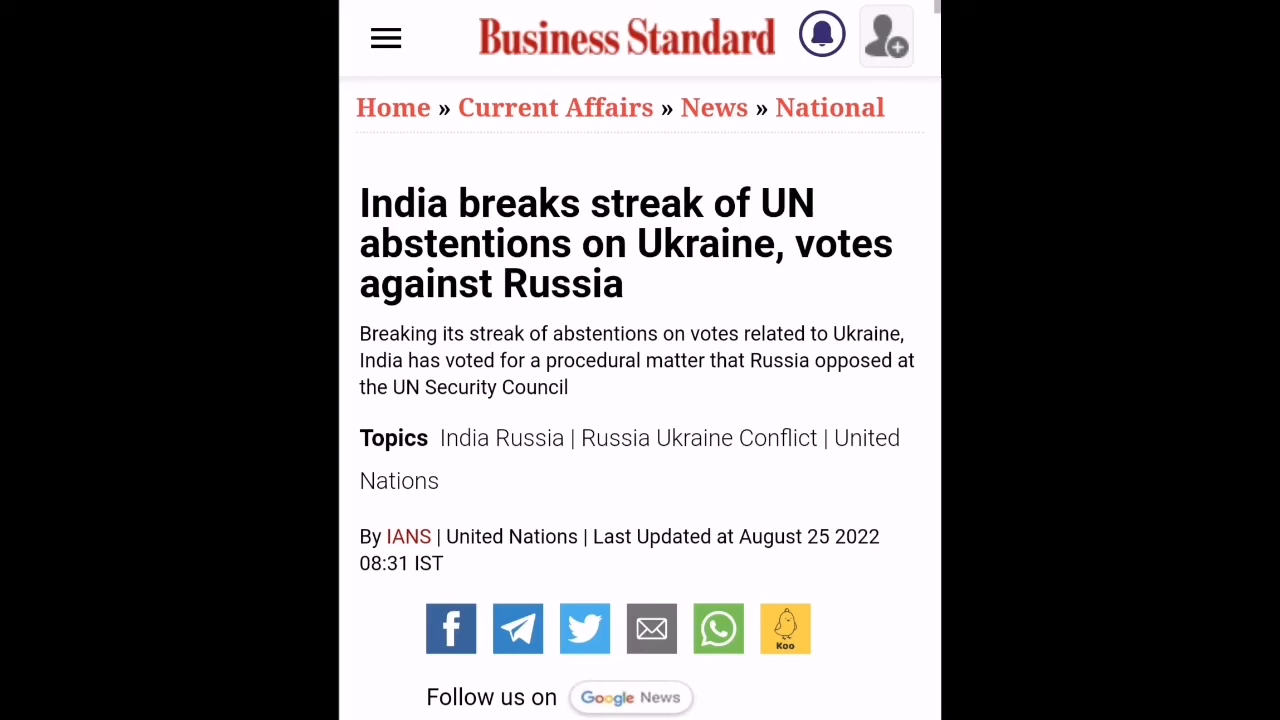 Business Standard
Home » Current Affairs » News » National
India breaks streak of UN
abstentions on Ukraine, votes
against Russia
Breaking its streak of abstentions on votes related to Ukraine,
India has voted for a procedural matter that Russia opposed at
the UN Security Council
Topics India Russia | Russia Ukraine Conflict | United
Nations
By IANS | United Nations | Last Updated at August 25 2022
08:31 IST
Koo
Follow us on Google News